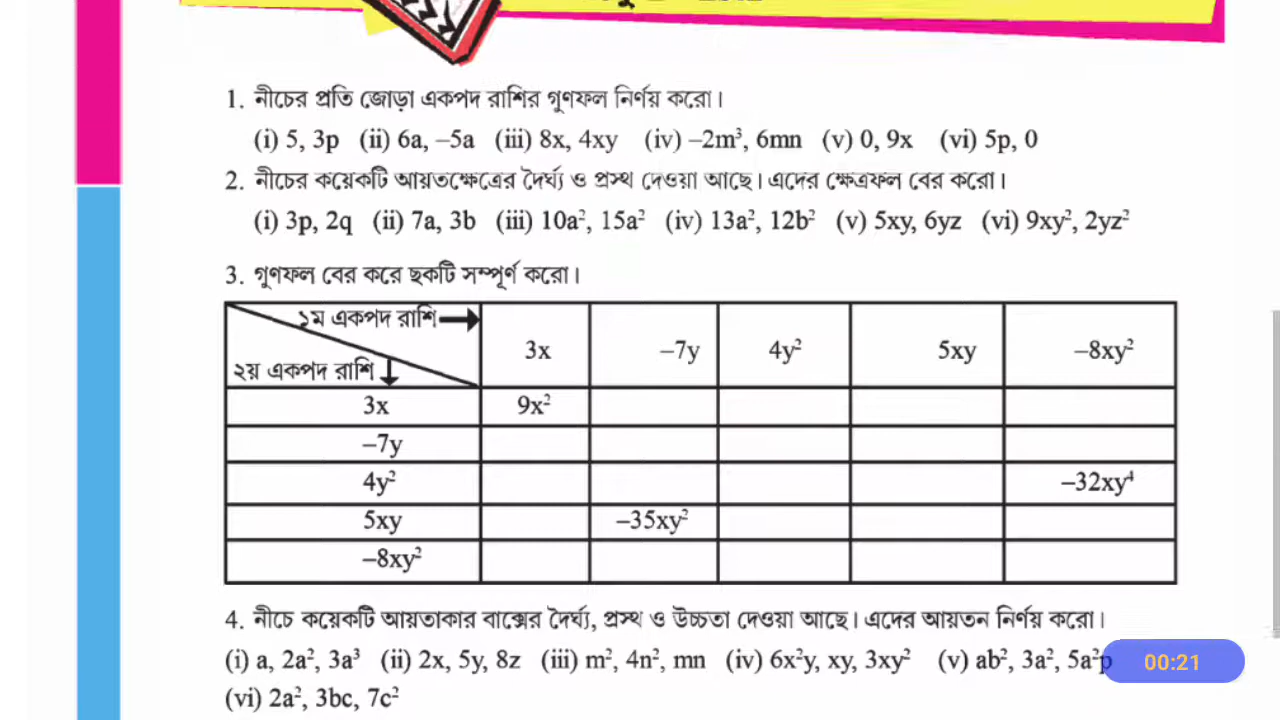 1. নীচের প্রতি জোড়া একপদ রাশির গুণফল নির্ণয় করো।
(i) 5, 3p (ii) 6a, –5a (iii) 8x, 4xy (iv) –2m³, 6mn (v) 0, 9x (vi) 5p, 0
2. নীচের কয়েকটি আয়তক্ষেত্রের দৈর্ঘ্য ও প্রস্থ দেওয়া আছে। এদের ক্ষেত্রফল বের করো।
(i) 3p, 2q (ii) 7a, 3b (iii) 10a², 15a² (iv) 13a², 12b² (v) 5xy, 6yz (vi) 9xy², 2yz²
3. গুণফল বের করে ছকটি সম্পূর্ণ করো।
১ম একপদ রাশি
3x –7y 4y² 5xy –8xy²
২য় একপদ রাশি
3x 9x²
–7y
4y² –32xy⁴
5xy –35xy²
–8xy²
4. নীচে কয়েকটি আয়তাকার বাক্সের দৈর্ঘ্য, প্রস্থ ও উচ্চতা দেওয়া আছে। এদের আয়তন নির্ণয় করো।
(i) a, 2a², 3a³ (ii) 2x, 5y, 8z (iii) m², 4n², mn (iv) 6x²y, xy, 3xy² (v) ab², 3a², 5a²p
00:21
(vi) 2a², 3bc, 7c²